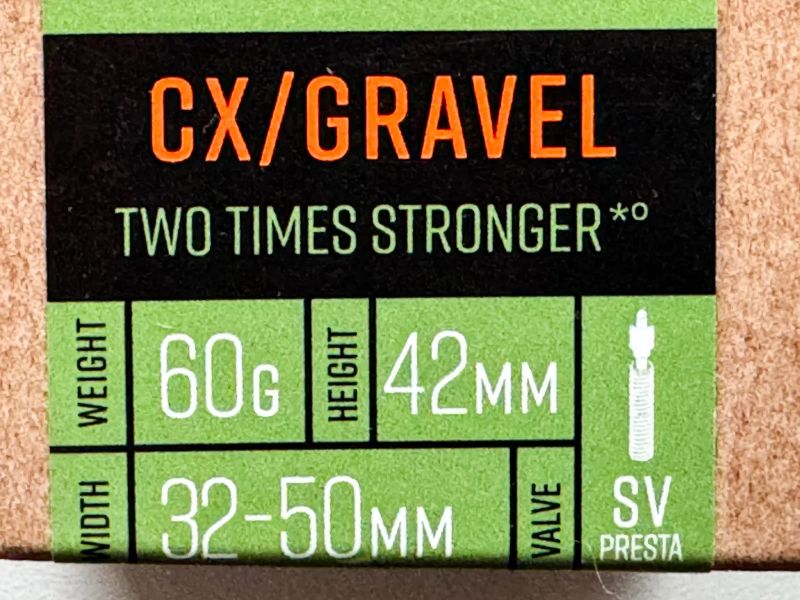 CX/GRAVEL
TWO TIMES STRONGER*°
WEIGHT 60G HEIGHT 42MM
WIDTH 32-50MM VALVE SV
PRESTA